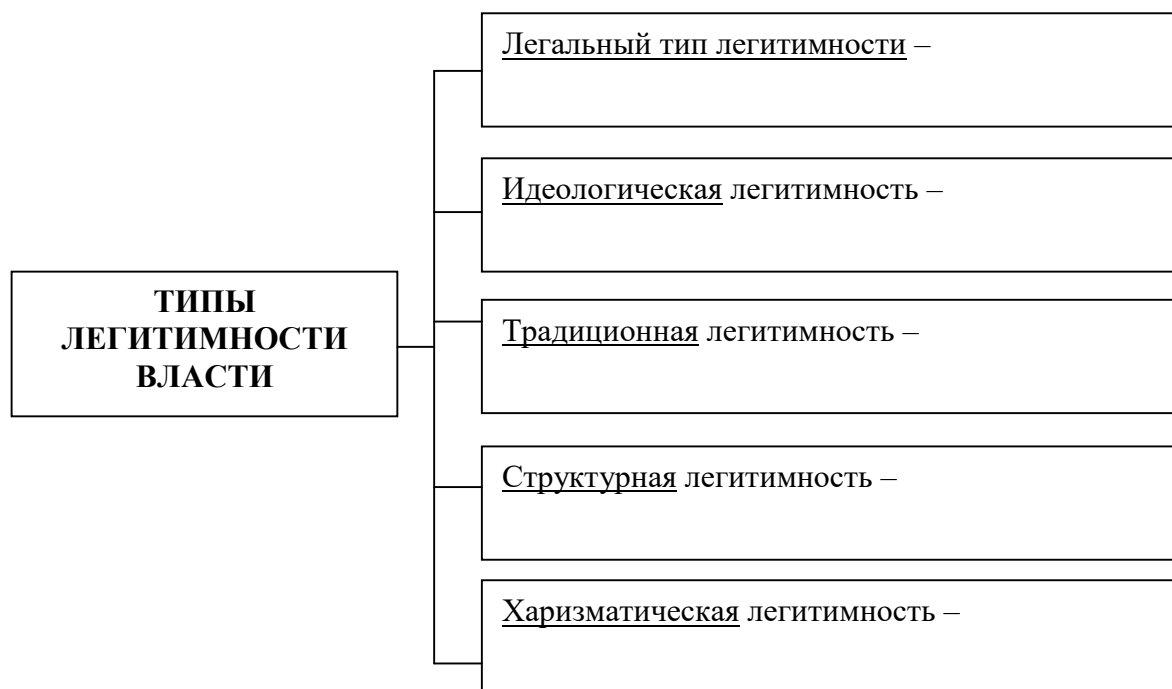 Легальный тип легитимности –
Идеологическая легитимность –
ТИПЫ
ЛЕГИТИМНОСТИ
ВЛАСТИ
Традиционная легитимность –
Структурная легитимность –
Харизматическая легитимность –